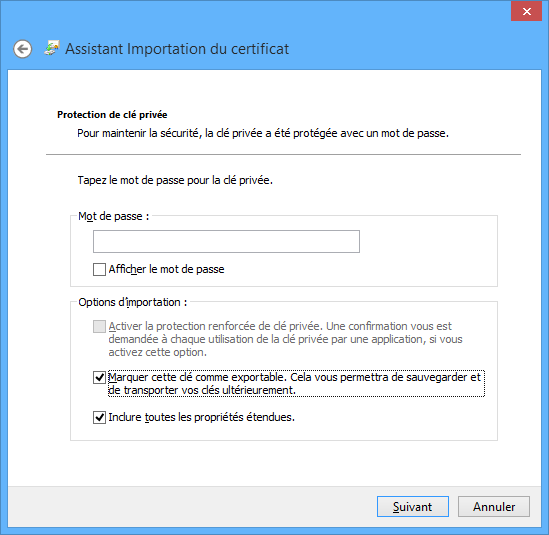 Assistant Importation du certificat
Protection de clé privée
Pour maintenir la sécurité, la clé privée a été protégée avec un mot de passe.
Tapez le mot de passe pour la clé privée.
Mot de passe :
Afficher le mot de passe
Options d'importation :
Activer la protection renforcée de clé privée. Une confirmation vous est
demandée à chaque utilisation de la clé privée par une application, si vous
activez cette option.
Marquer cette clé comme exportable. Cela vous permettra de sauvegarder et
de transporter vos clés ultérieurement.
Inclure toutes les propriétés étendues.
Suivant
Annuler